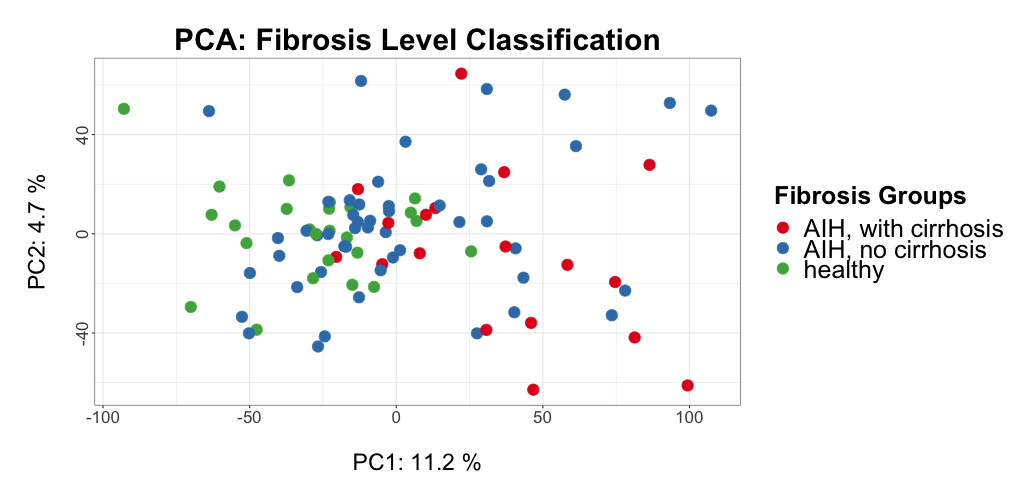 PCA: Fibrosis Level Classification
40
0
-40
PC2: 4.7 %
-100
-50
0
50
100
PC1: 11.2 %
Fibrosis Groups
AIH, with cirrhosis
AIH, no cirrhosis
healthy